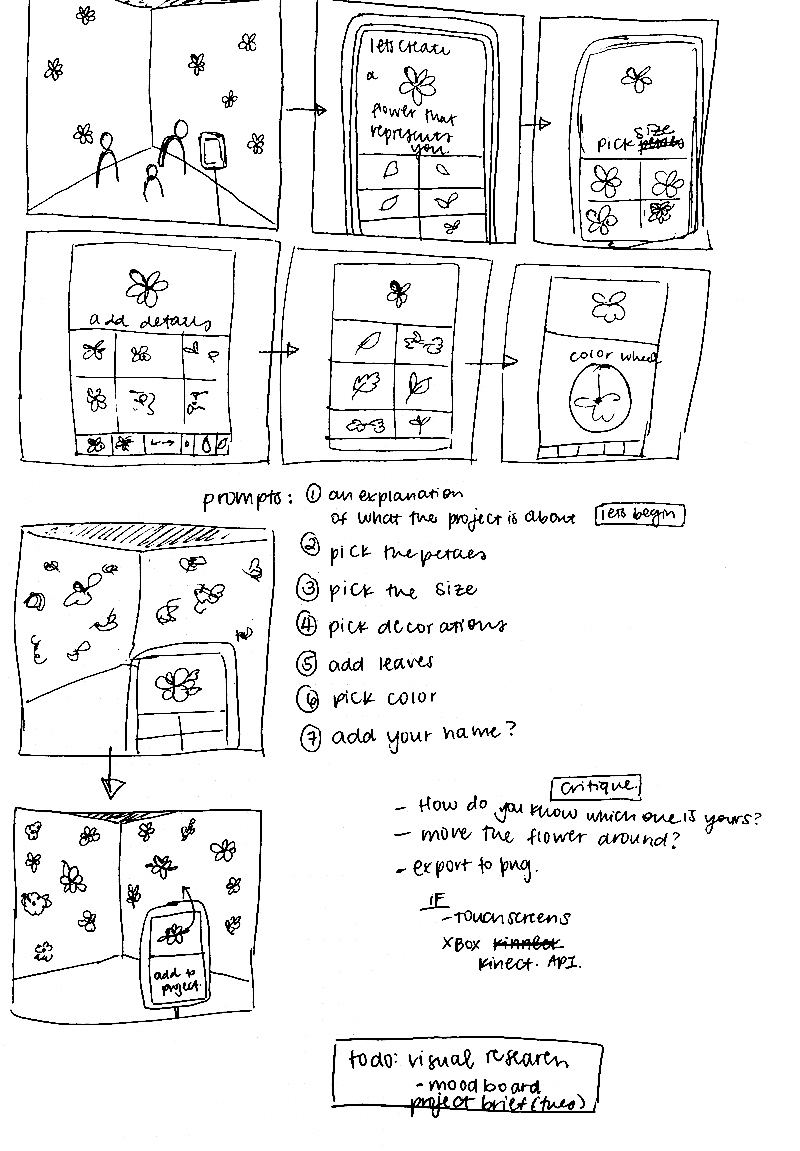 lets create
a
flower that
represents
you.
size
pick petals
add details
color wheel
prompts: ① an explanation
of what the project is about lets begin
② pick the petals
③ pick the size
④ pick decorations
⑤ add leaves
⑥ pick color
⑦ add your name?
add to
project.
Critique
- How do you know which one is yours?
- move the flower around?
- export to png.
IF
- touchscreens
XBOX kinnect
kinect. API.
todo: visual research
- moodboard
project brief (tues)